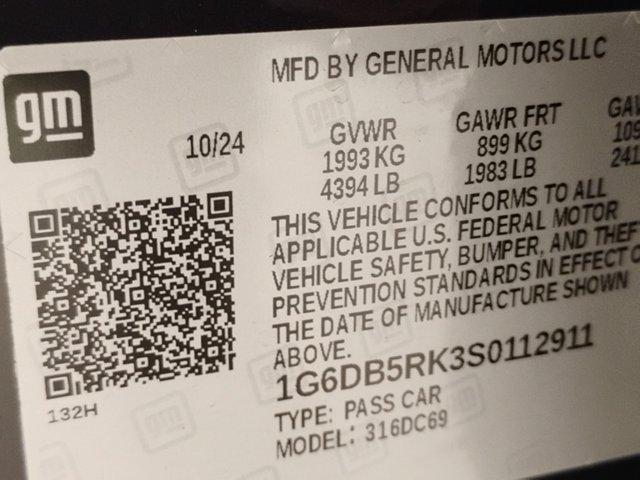 MFD BY GENERAL MOTORS LLC
gm
10/24
GVWR
1993 KG
4394 LB
GAWR FRT
899 KG
1983 LB
THIS VEHICLE CONFORMS TO ALL
APPLICABLE U.S. FEDERAL MOTOR
VEHICLE SAFETY, BUMPER, AND THEF
PREVENTION STANDARDS IN EFFECT O
THE DATE OF MANUFACTURE SHOWN
ABOVE.
1G6DB5RK3S0112911
TYPE: PASS CAR
MODEL: 316DC69
132H